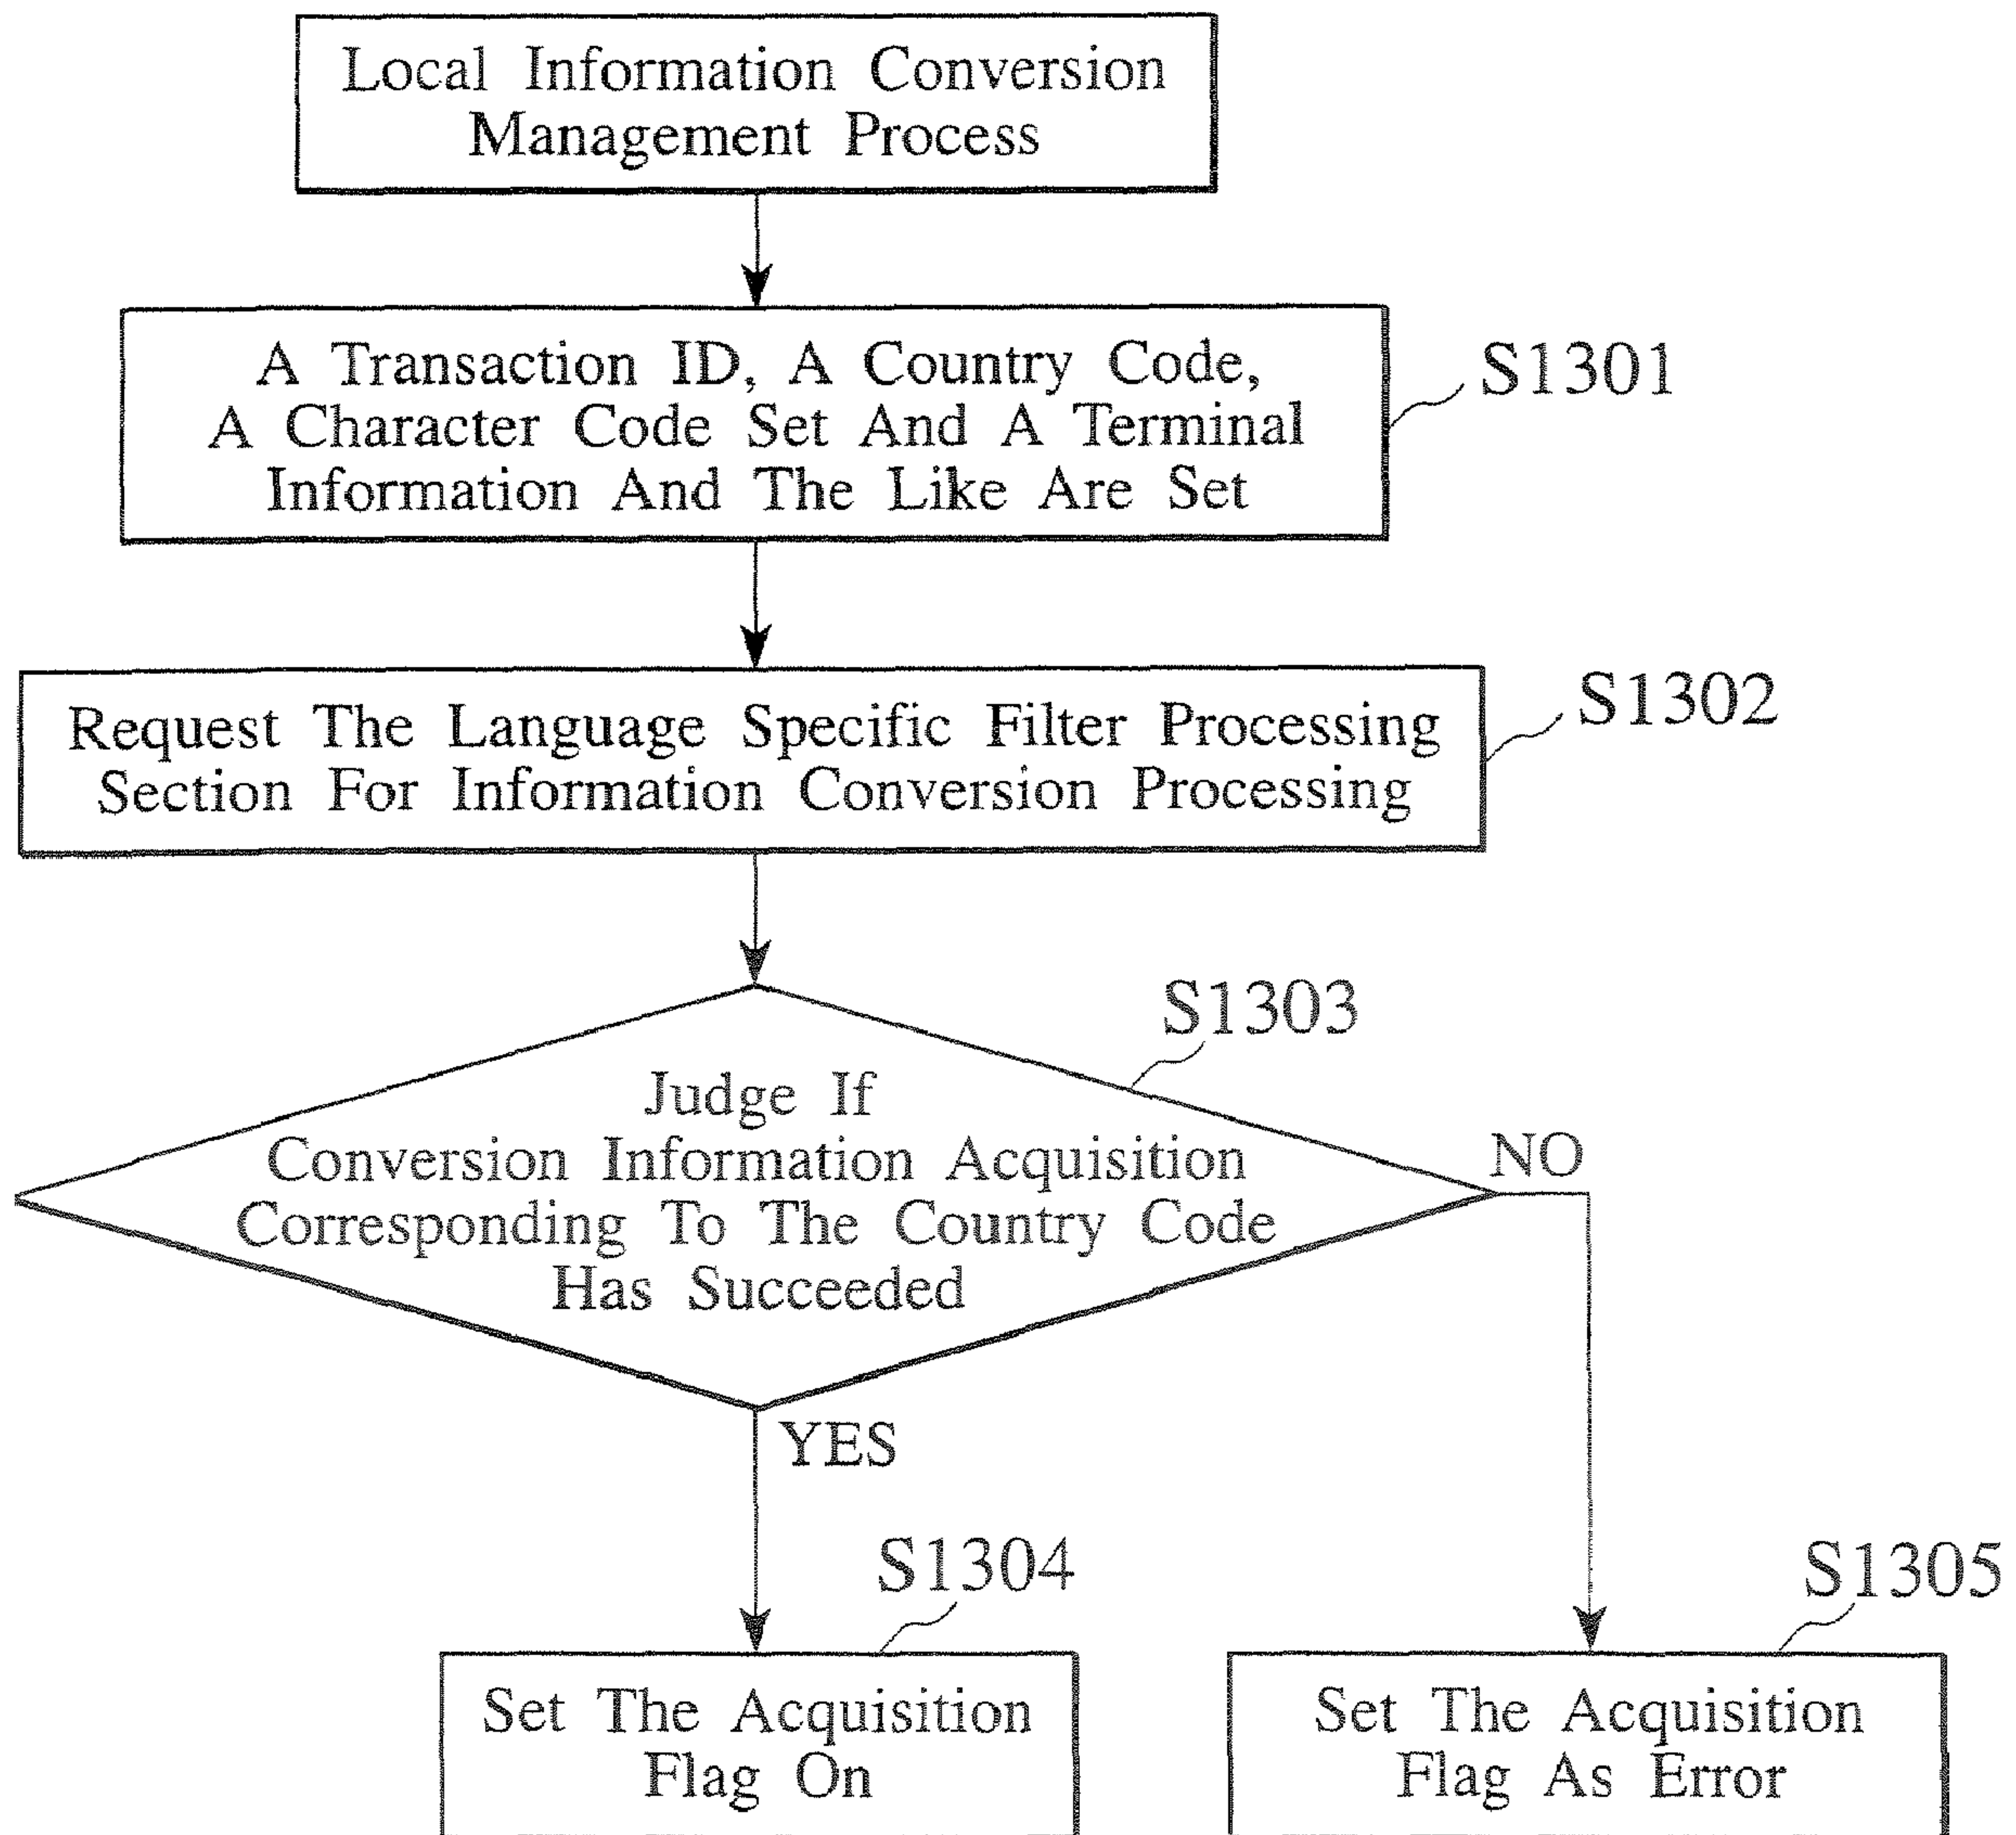 Local Information Conversion
Management Process
A Transaction ID, A Country Code,
A Character Code Set And A Terminal
Information And The Like Are Set
S1301
Request The Language Specific Filter Processing
Section For Information Conversion Processing
S1302
S1303
Judge If
Conversion Information Acquisition
Corresponding To The Country Code
Has Succeeded
NO
YES
S1304
S1305
Set The Acquisition
Flag On
Set The Acquisition
Flag As Error